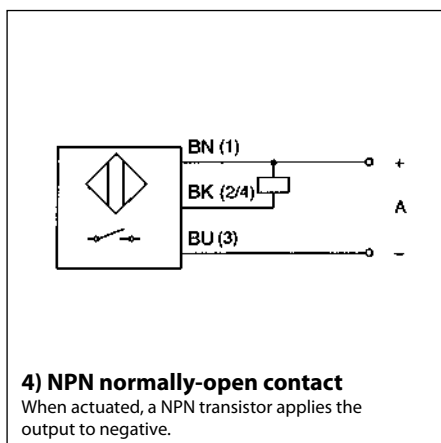 BN (1)
+
BK (2/4)
A
BU (3)
–
4) NPN normally-open contact
When actuated, a NPN transistor applies the
output to negative.